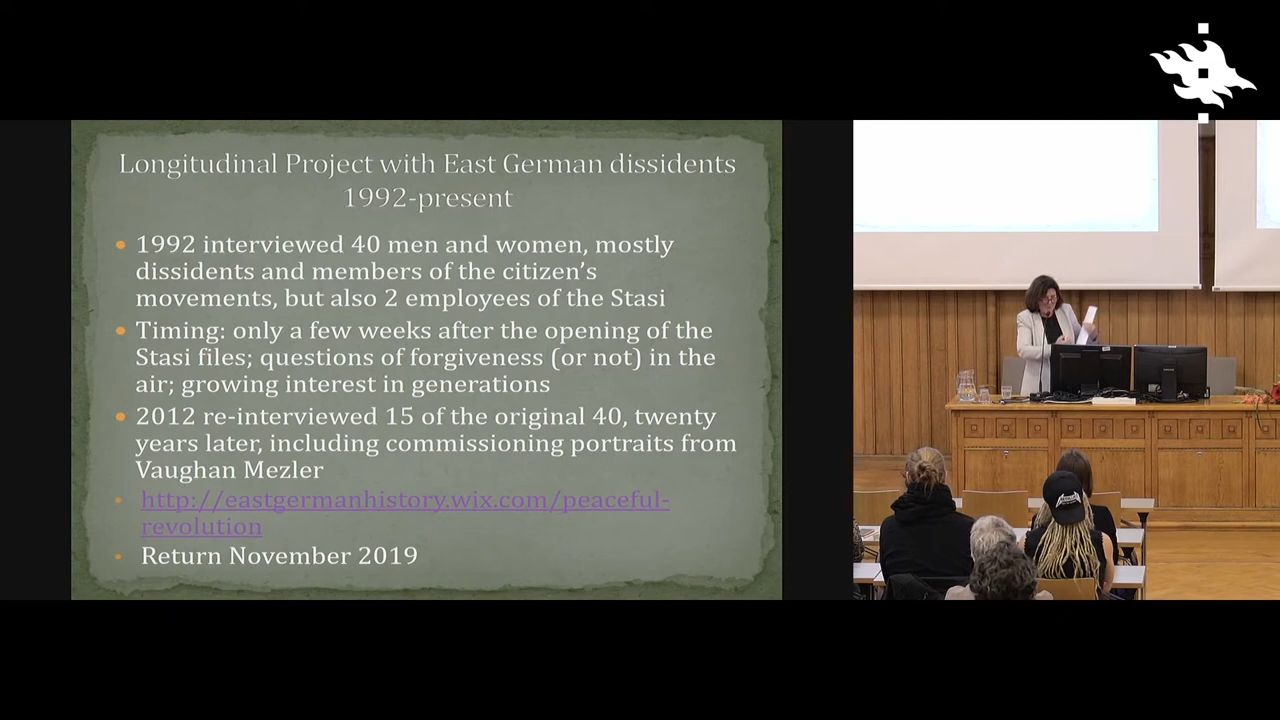 Longitudinal Project with East German dissidents
1992-present
• 1992 interviewed 40 men and women, mostly
dissidents and members of the citizen's
movements, but also 2 employees of the Stasi
• Timing: only a few weeks after the opening of the
Stasi files; questions of forgiveness (or not) in the
air; growing interest in generations
• 2012 re-interviewed 15 of the original 40, twenty
years later, including commissioning portraits from
Vaughan Mezler
• http://eastgermanhistory.wix.com/peaceful-
revolution
• Return November 2019